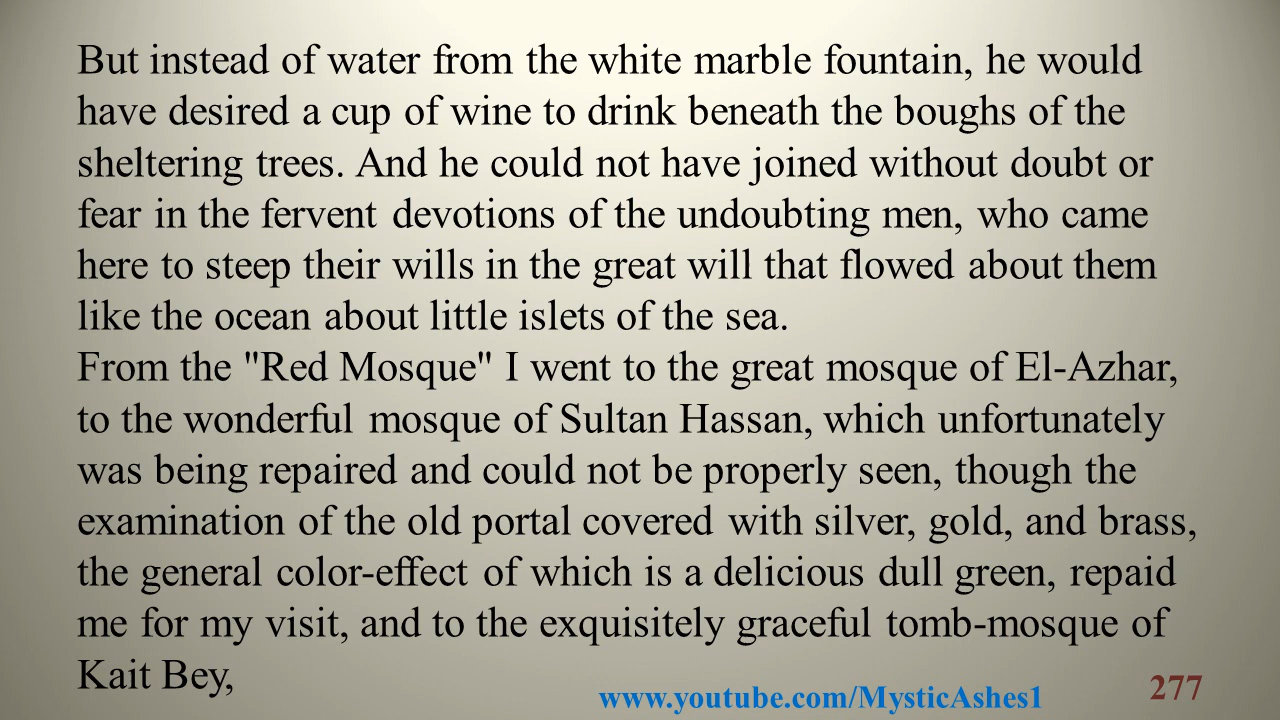 But instead of water from the white marble fountain, he would
have desired a cup of wine to drink beneath the boughs of the
sheltering trees. And he could not have joined without doubt or
fear in the fervent devotions of the undoubting men, who came
here to steep their wills in the great will that flowed about them
like the ocean about little islets of the sea.
From the "Red Mosque" I went to the great mosque of El-Azhar,
to the wonderful mosque of Sultan Hassan, which unfortunately
was being repaired and could not be properly seen, though the
examination of the old portal covered with silver, gold, and brass,
the general color-effect of which is a delicious dull green, repaid
me for my visit, and to the exquisitely graceful tomb-mosque of
Kait Bey,
www.youtube.com/MysticAshes1
277